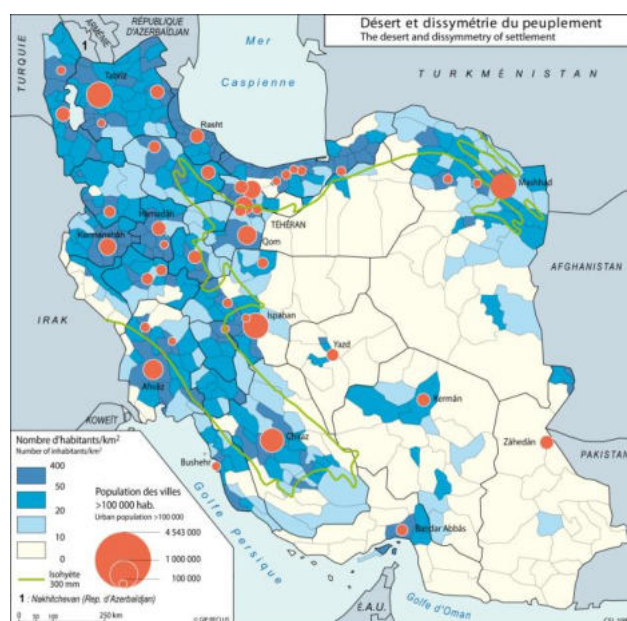 Désert et dissymétrie du peuplement
The desert and dissymmetry of settlement
TURQUIE
ARMÉNIE
RÉPUBLIQUE
D'AZERBAÏDJAN
1
Mer
Caspienne
TURKMÉNISTAN
Tabriz
Rasht
Mashhad
TÉHÉRAN
Hamadân
Qom
AFGHANISTAN
IRAK
Ispahan
Yazd
Ahvâz
Kermân
Zâhedân
KOWEÏT
Chiraz
Bushehr
PAKISTAN
Bandar Abbâs
Golfe persique
É.A.U.
Golfe d'Oman
Nombre d'habitants/km²
Number of inhabitants/km²
400
50
20
10
0
Isohyète
300 mm
Population des villes
>100 000 hab.
Urban population >100 000
4 543 000
1 000 000
100 000
1 : Nakhitchevan (Rep. d'Azerbaïdjan)
0 50 100 250 km